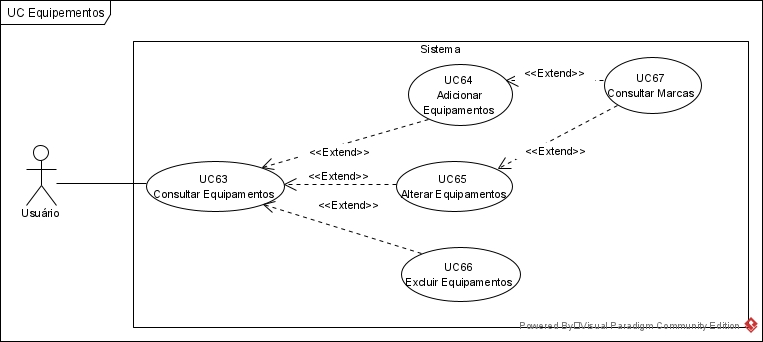 UC Equipementos
Sistema
UC64
Adicionar
Equipamentos
<<Extend>>
UC67
Consultar Marcas
<<Extend>>
<<Extend>>
UC63
Consultar Equipamentos
<<Extend>>
UC65
Alterar Equipamentos
<<Extend>>
Usuário
UC66
Excluir Equipamentos
Powered By▯Visual Paradigm Community Edition